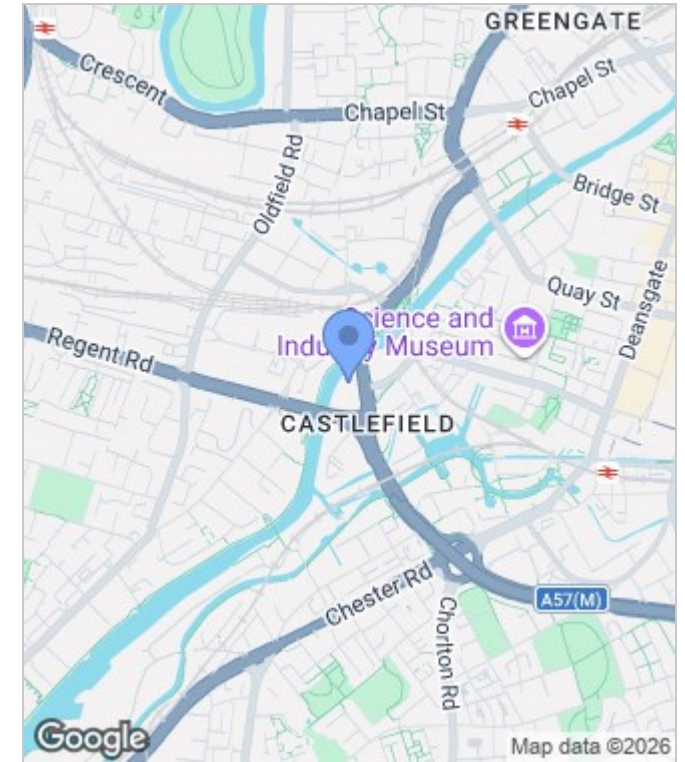 GREENGATE
Crescent
Chapel St
Chapel St
Oldfield Rd
Bridge St
Quay St
Deansgate
Science and
Industry Museum
Regent Rd
CASTLEFIELD
Chester Rd
A57(M)
Chorlton Rd
Google
Map data ©2026